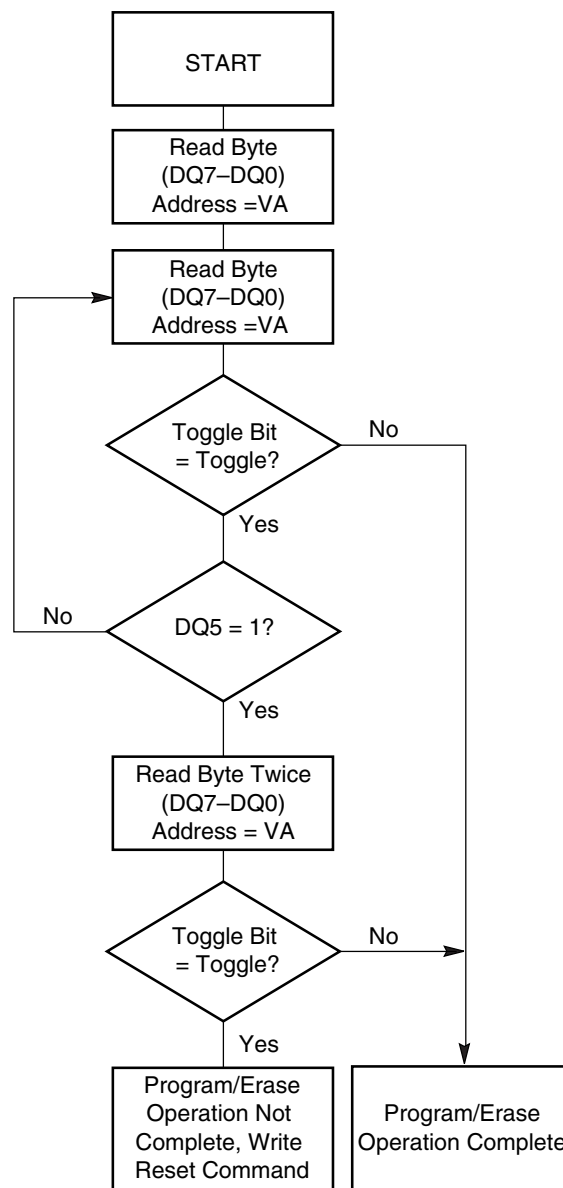 START
Read Byte
(DQ7–DQ0)
Address =VA
Read Byte
(DQ7–DQ0)
Address =VA
Toggle Bit
= Toggle?
No
Yes
No
DQ5 = 1?
Yes
Read Byte Twice
(DQ7–DQ0)
Address = VA
Toggle Bit
= Toggle?
No
Yes
Program/Erase
Operation Not
Complete, Write
Reset Command
Program/Erase
Operation Complete